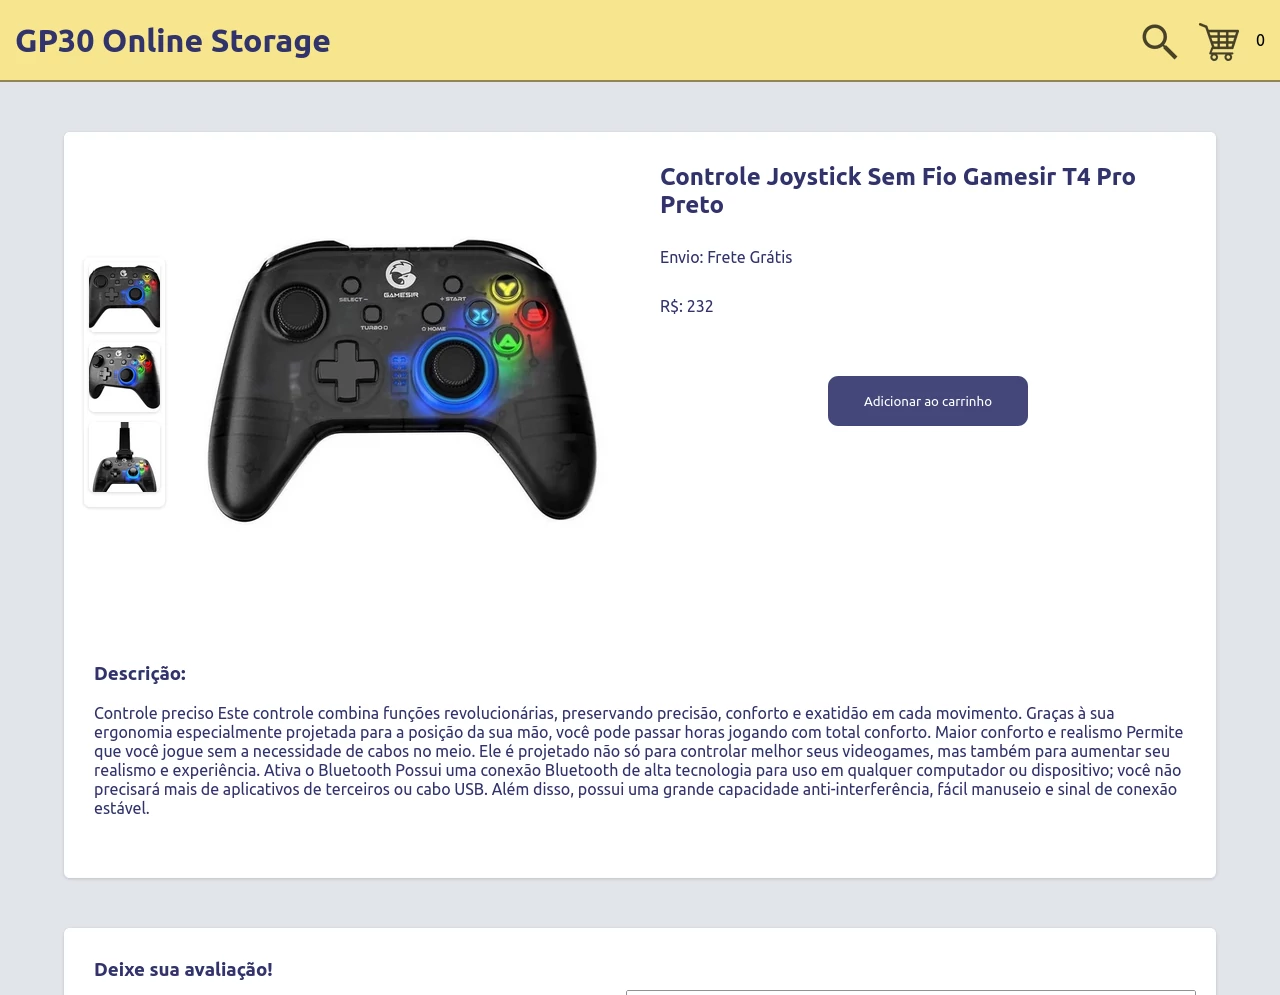 GP30 Online Storage
0
Controle Joystick Sem Fio Gamesir T4 Pro
Preto
Envio: Frete Grátis
R$: 232
Adicionar ao carrinho
GAMESIR
SELECT −
+ START
TURBO
HOME
Y
X
B
A
Descrição:
Controle preciso Este controle combina funções revolucionárias, preservando precisão, conforto e exatidão em cada movimento. Graças à sua
ergonomia especialmente projetada para a posição da sua mão, você pode passar horas jogando com total conforto. Maior conforto e realismo Permite
que você jogue sem a necessidade de cabos no meio. Ele é projetado não só para controlar melhor seus videogames, mas também para aumentar seu
realismo e experiência. Ativa o Bluetooth Possui uma conexão Bluetooth de alta tecnologia para uso em qualquer computador ou dispositivo; você não
precisará mais de aplicativos de terceiros ou cabo USB. Além disso, possui uma grande capacidade anti-interferência, fácil manuseio e sinal de conexão
estável.
Deixe sua avaliação!